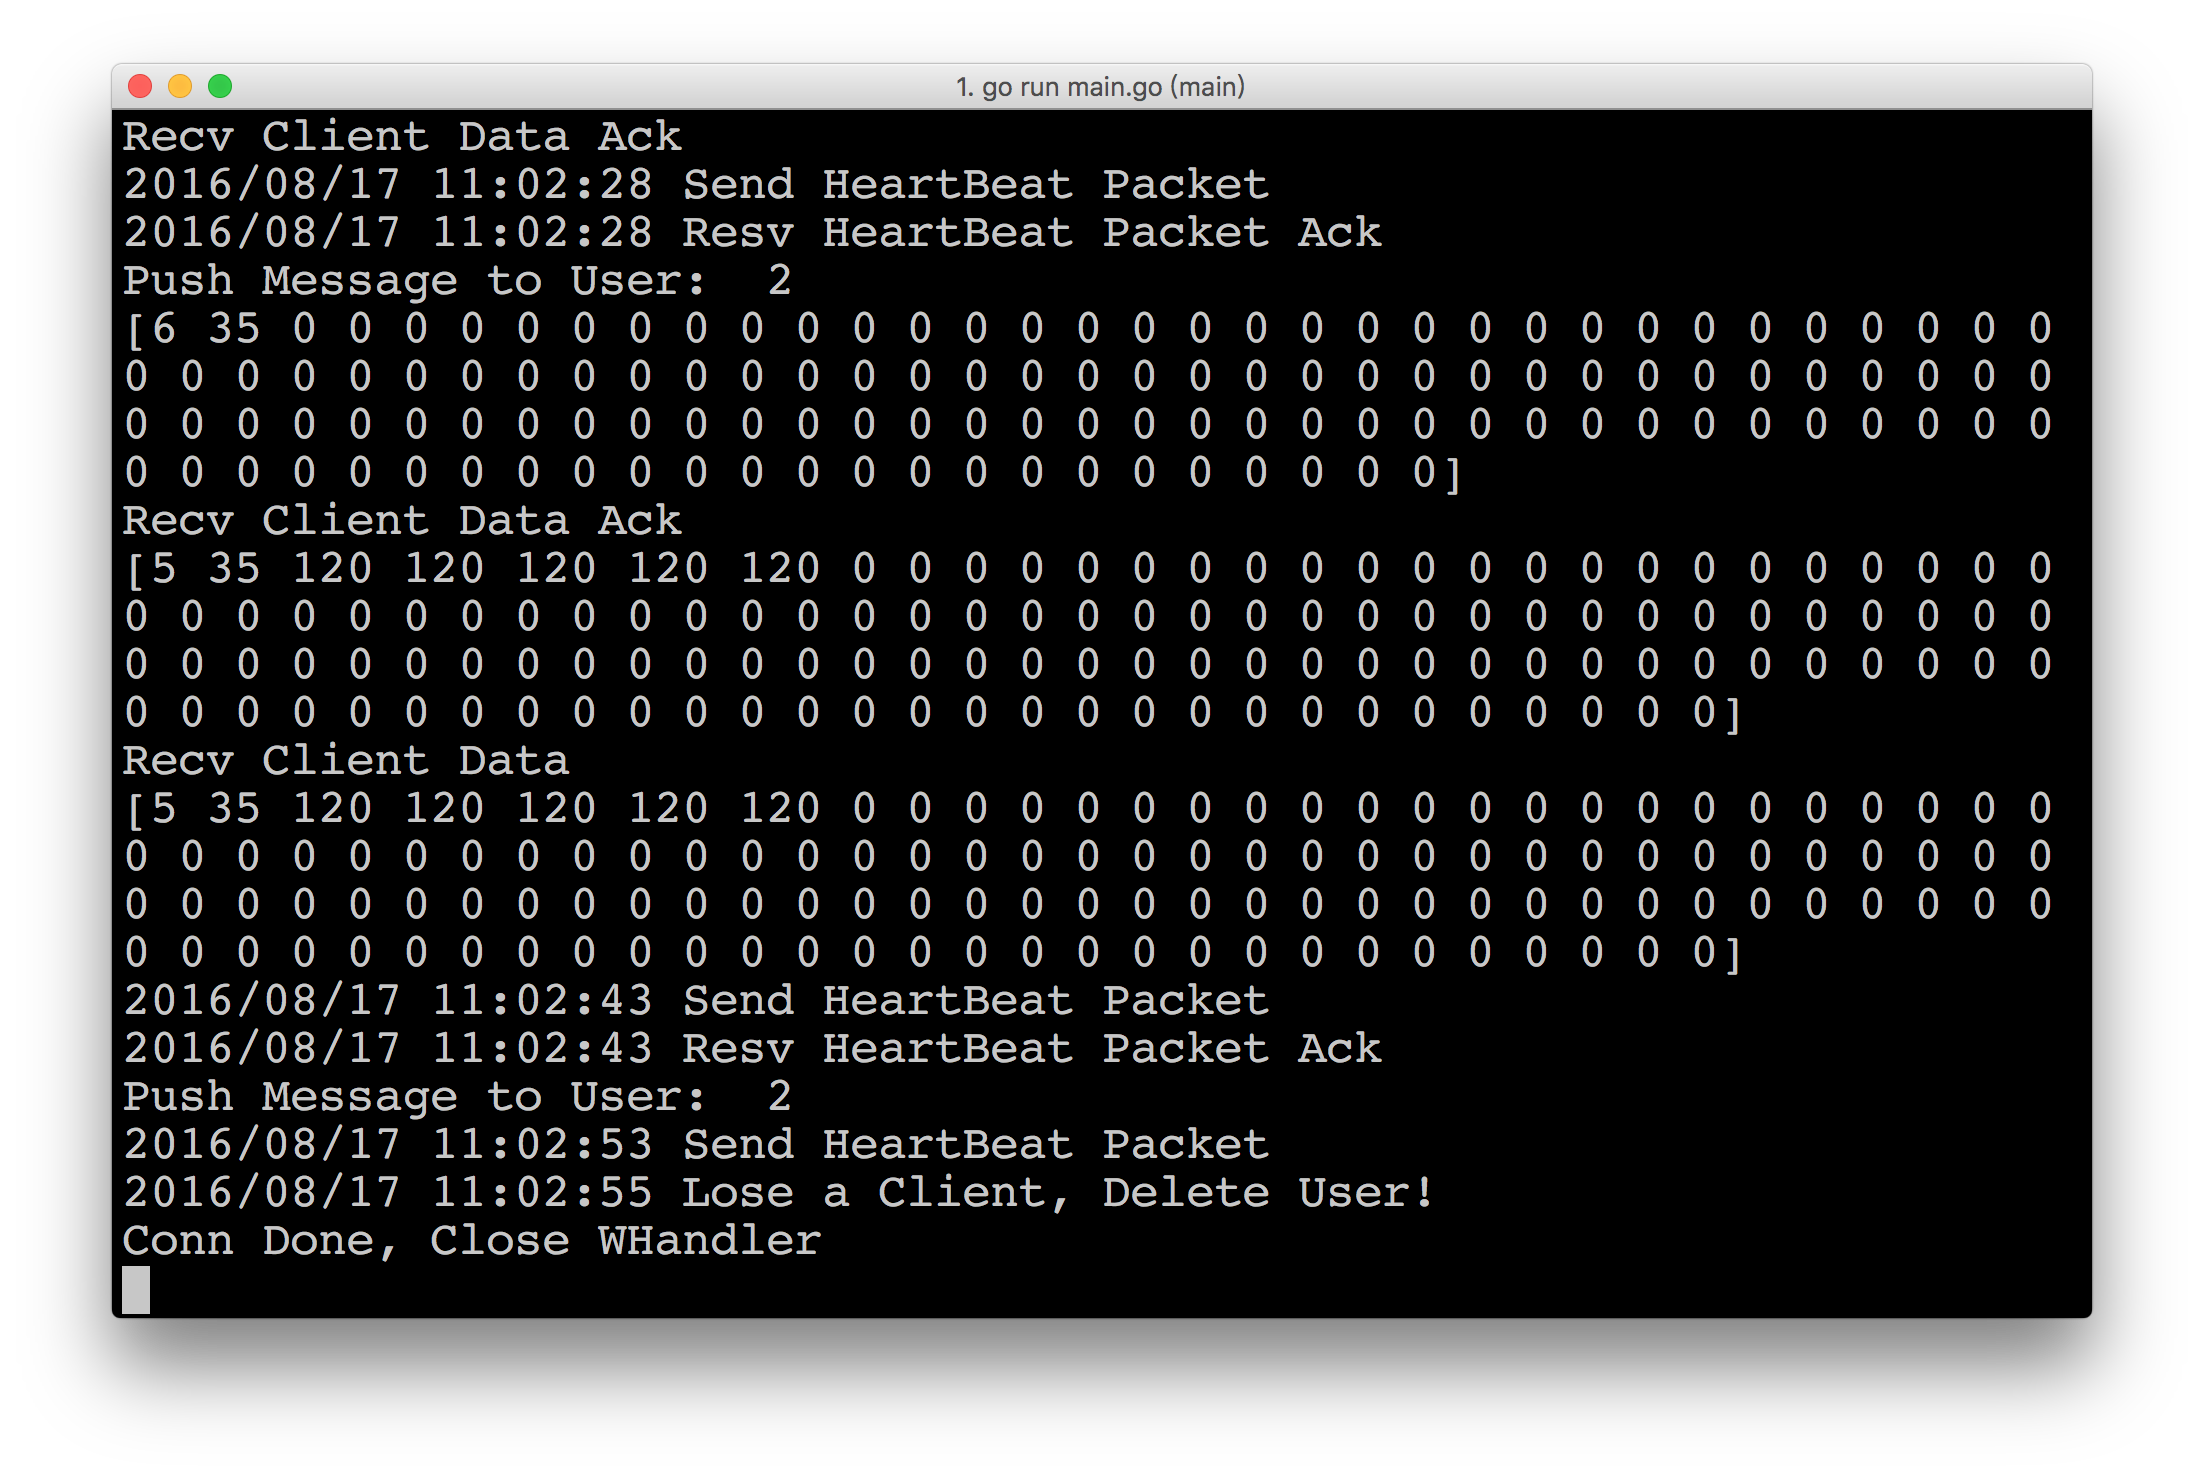 1. go run main.go (main)
Recv Client Data Ack
2016/08/17 11:02:28 Send HeartBeat Packet
2016/08/17 11:02:28 Resv HeartBeat Packet Ack
Push Message to User:  2
[6 35 0 0 0 0 0 0 0 0 0 0 0 0 0 0 0 0 0 0 0 0 0 0 0 0 0 0 0 0 0 0 0 0
0 0 0 0 0 0 0 0 0 0 0 0 0 0 0 0 0 0 0 0 0 0 0 0 0 0 0 0 0 0 0 0 0 0 0
0 0 0 0 0 0 0 0 0 0 0 0 0 0 0 0 0 0 0 0 0 0 0 0 0 0 0 0 0 0 0 0 0 0 0
0 0 0 0 0 0 0 0 0 0 0 0 0 0 0 0 0 0 0 0 0 0 0 0]
Recv Client Data Ack
[5 35 120 120 120 120 120 0 0 0 0 0 0 0 0 0 0 0 0 0 0 0 0 0 0 0 0 0 0
0 0 0 0 0 0 0 0 0 0 0 0 0 0 0 0 0 0 0 0 0 0 0 0 0 0 0 0 0 0 0 0 0 0 0
0 0 0 0 0 0 0 0 0 0 0 0 0 0 0 0 0 0 0 0 0 0 0 0 0 0 0 0 0 0 0 0 0 0 0
0 0 0 0 0 0 0 0 0 0 0 0 0 0 0 0 0 0 0 0 0 0 0 0 0 0 0 0 0]
Recv Client Data
[5 35 120 120 120 120 120 0 0 0 0 0 0 0 0 0 0 0 0 0 0 0 0 0 0 0 0 0 0
0 0 0 0 0 0 0 0 0 0 0 0 0 0 0 0 0 0 0 0 0 0 0 0 0 0 0 0 0 0 0 0 0 0 0
0 0 0 0 0 0 0 0 0 0 0 0 0 0 0 0 0 0 0 0 0 0 0 0 0 0 0 0 0 0 0 0 0 0 0
0 0 0 0 0 0 0 0 0 0 0 0 0 0 0 0 0 0 0 0 0 0 0 0 0 0 0 0 0]
2016/08/17 11:02:43 Send HeartBeat Packet
2016/08/17 11:02:43 Resv HeartBeat Packet Ack
Push Message to User:  2
2016/08/17 11:02:53 Send HeartBeat Packet
2016/08/17 11:02:55 Lose a Client, Delete User!
Conn Done, Close WHandler